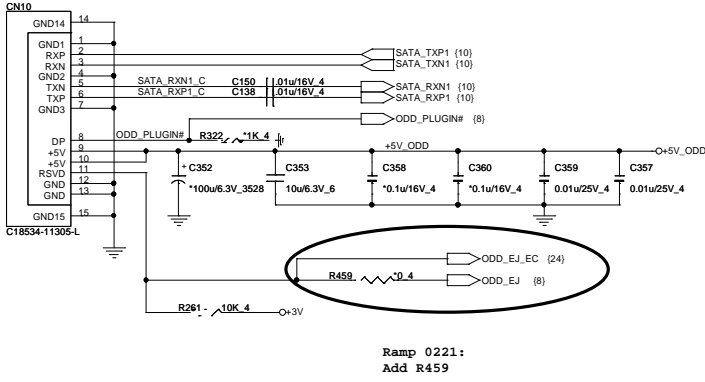 CN10
GND14 14
GND1 1
RXP 2 SATA_TXP1 {10}
RXN 3 SATA_TXN1 {10}
GND2 4
TXN 5 SATA_RXN1_C C150 .01u/16V_4 SATA_RXN1 {10}
TXP 6 SATA_RXP1_C C138 .01u/16V_4 SATA_RXP1 {10}
GND3 7
ODD_PLUGIN# {8}
DP 8 ODD_PLUGIN# R322 *1K_4
+5V 9 +5V_ODD +5V_ODD
+5V 10
RSVD 11
GND 12
GND 13
+ C352 C353 C358 C360 C359 C357
*100u/6.3V_3528 10u/6.3V_6 *0.1u/16V_4 *0.1u/16V_4 0.01u/25V_4 0.01u/25V_4
GND15 15
C18534-11305-L
ODD_EJ_EC {24}
R459 *0_4 ODD_EJ {8}
R261 10K_4 +3V
Ramp 0221:
Add R459